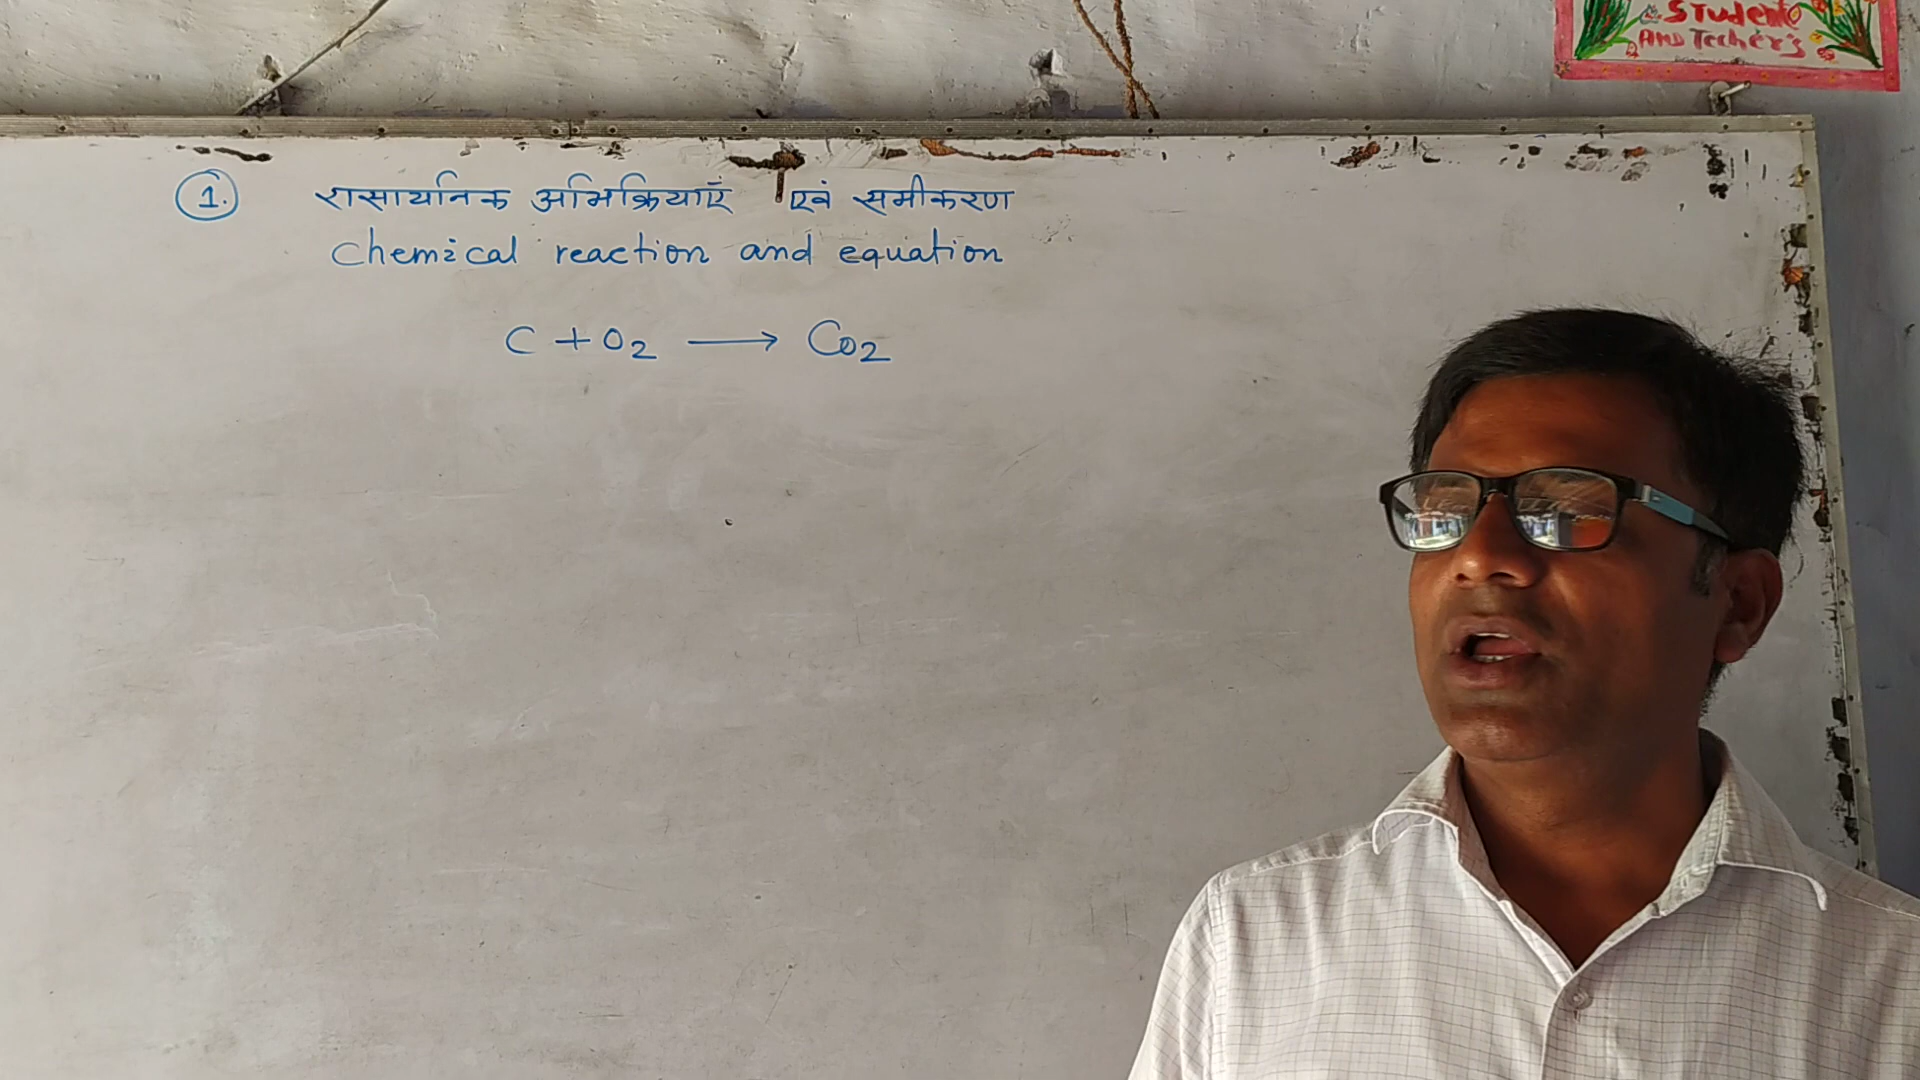 Students
And Techer's
1. रासायनिक अभिक्रियाएँ एवं समीकरण
Chemical reaction and equation
C + O₂ ⟶ CO₂